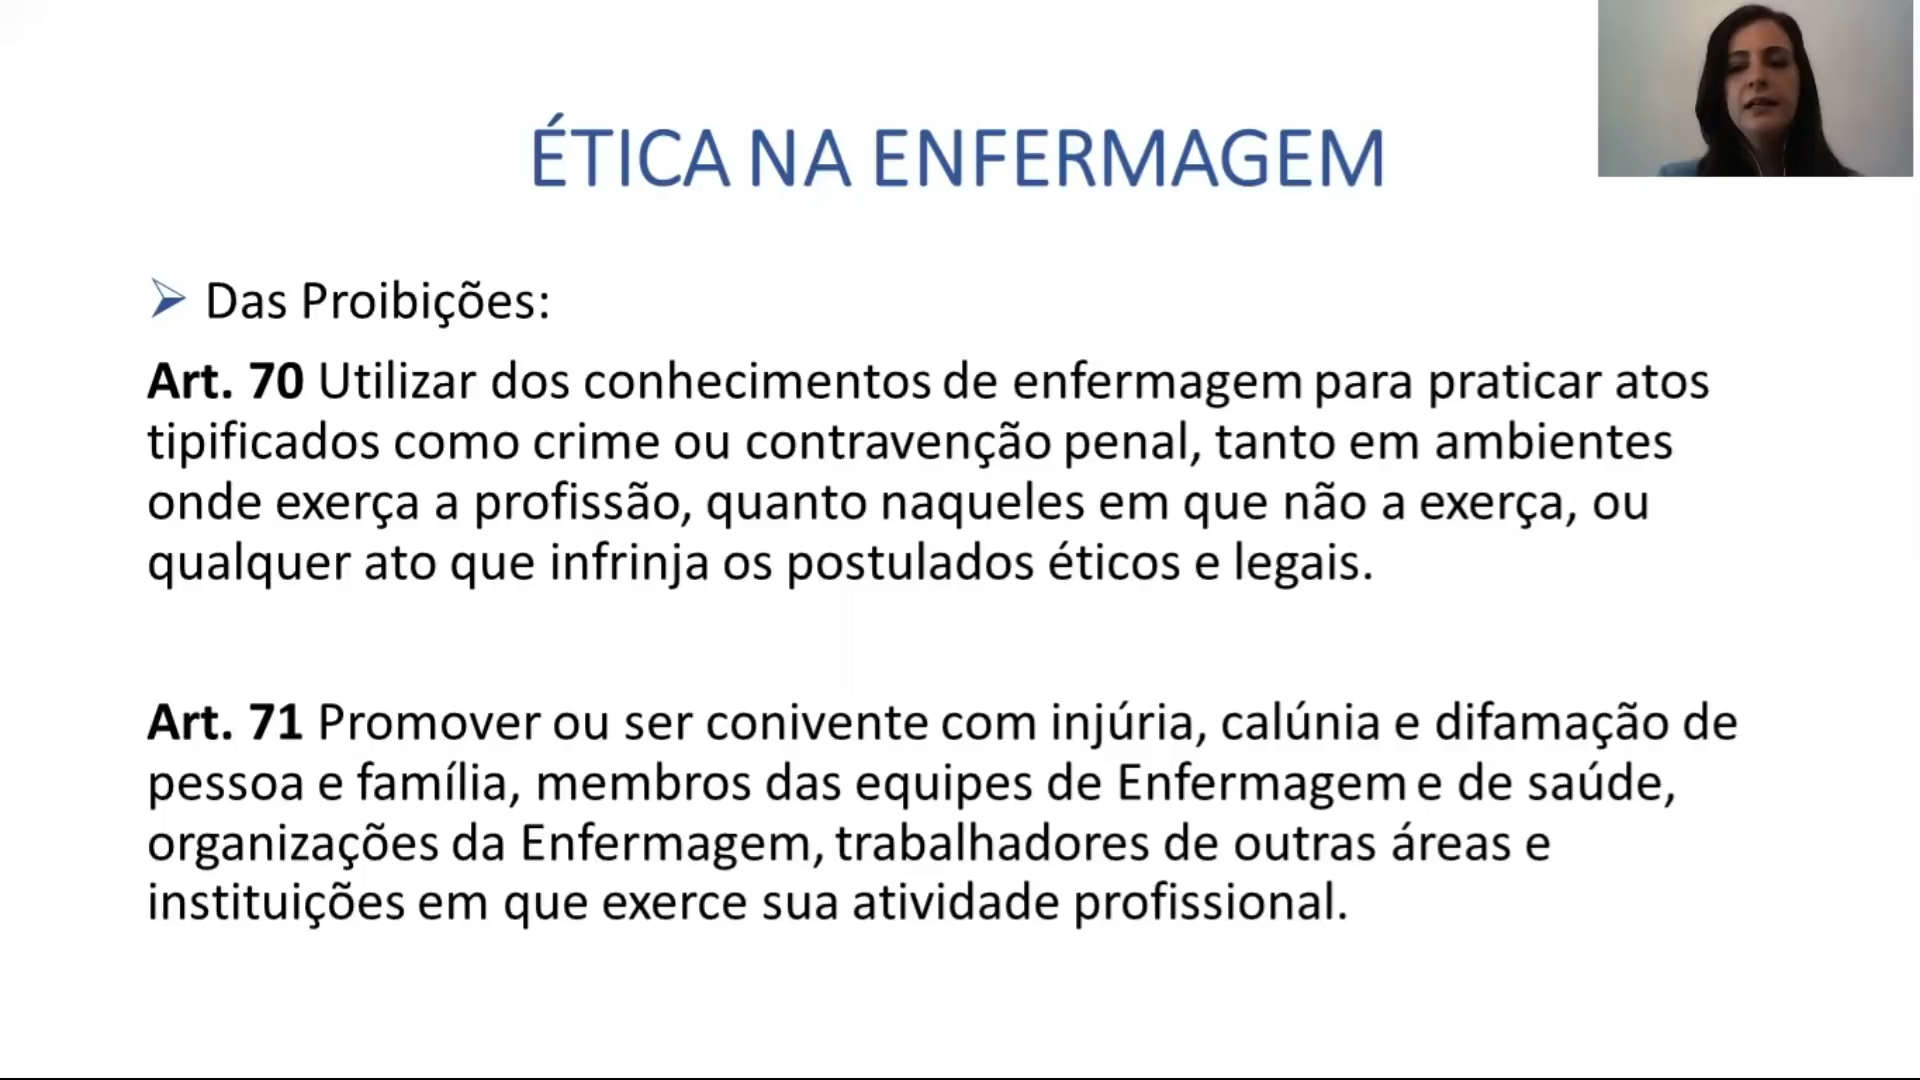 ÉTICA NA ENFERMAGEM
Das Proibições:
Art. 70 Utilizar dos conhecimentos de enfermagem para praticar atos
tipificados como crime ou contravenção penal, tanto em ambientes
onde exerça a profissão, quanto naqueles em que não a exerça, ou
qualquer ato que infrinja os postulados éticos e legais.
Art. 71 Promover ou ser conivente com injúria, calúnia e difamação de
pessoa e família, membros das equipes de Enfermagem e de saúde,
organizações da Enfermagem, trabalhadores de outras áreas e
instituições em que exerce sua atividade profissional.